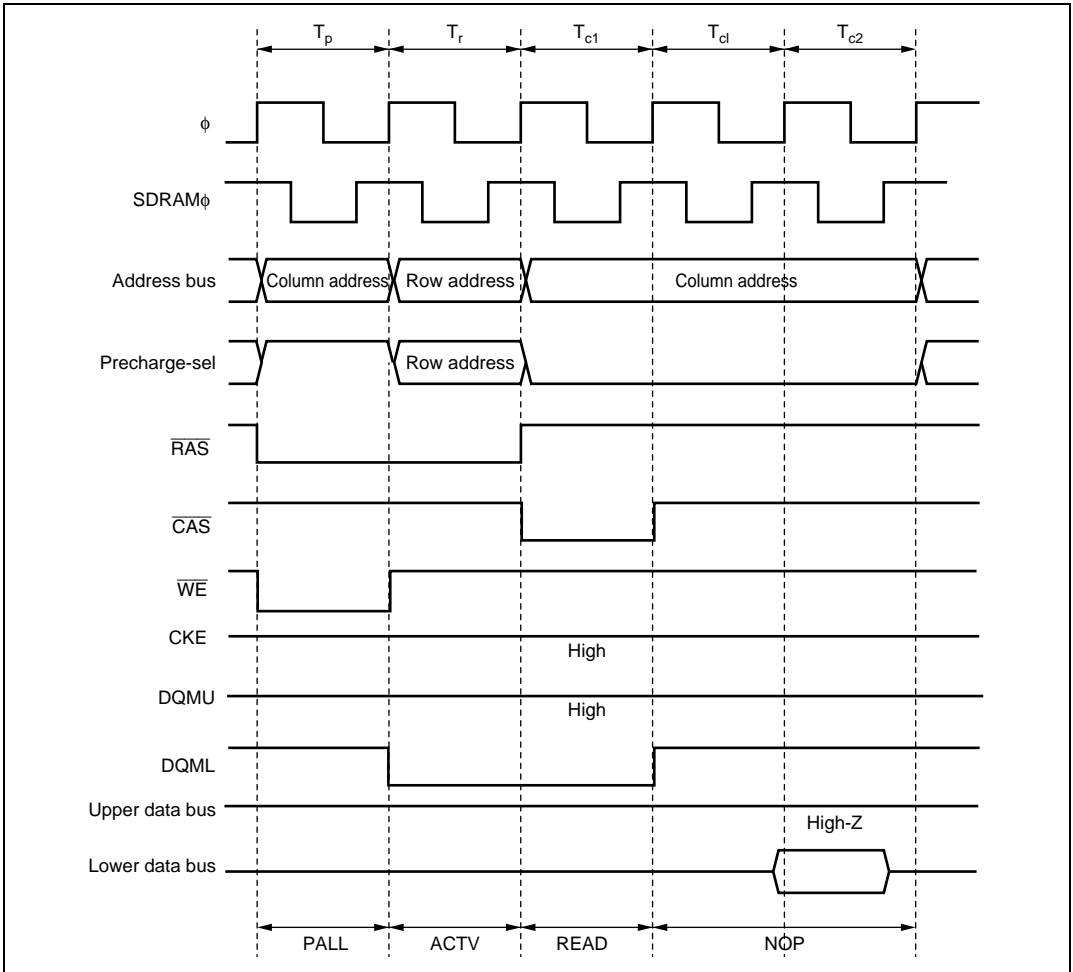 Tp Tr Tc1 Tcl Tc2
ϕ
SDRAMϕ
Address bus Column address Row address Column address
Precharge-sel Row address
RAS
CAS
WE
CKE
High
DQMU
High
DQML
Upper data bus
High-Z
Lower data bus
PALL ACTV READ NOP